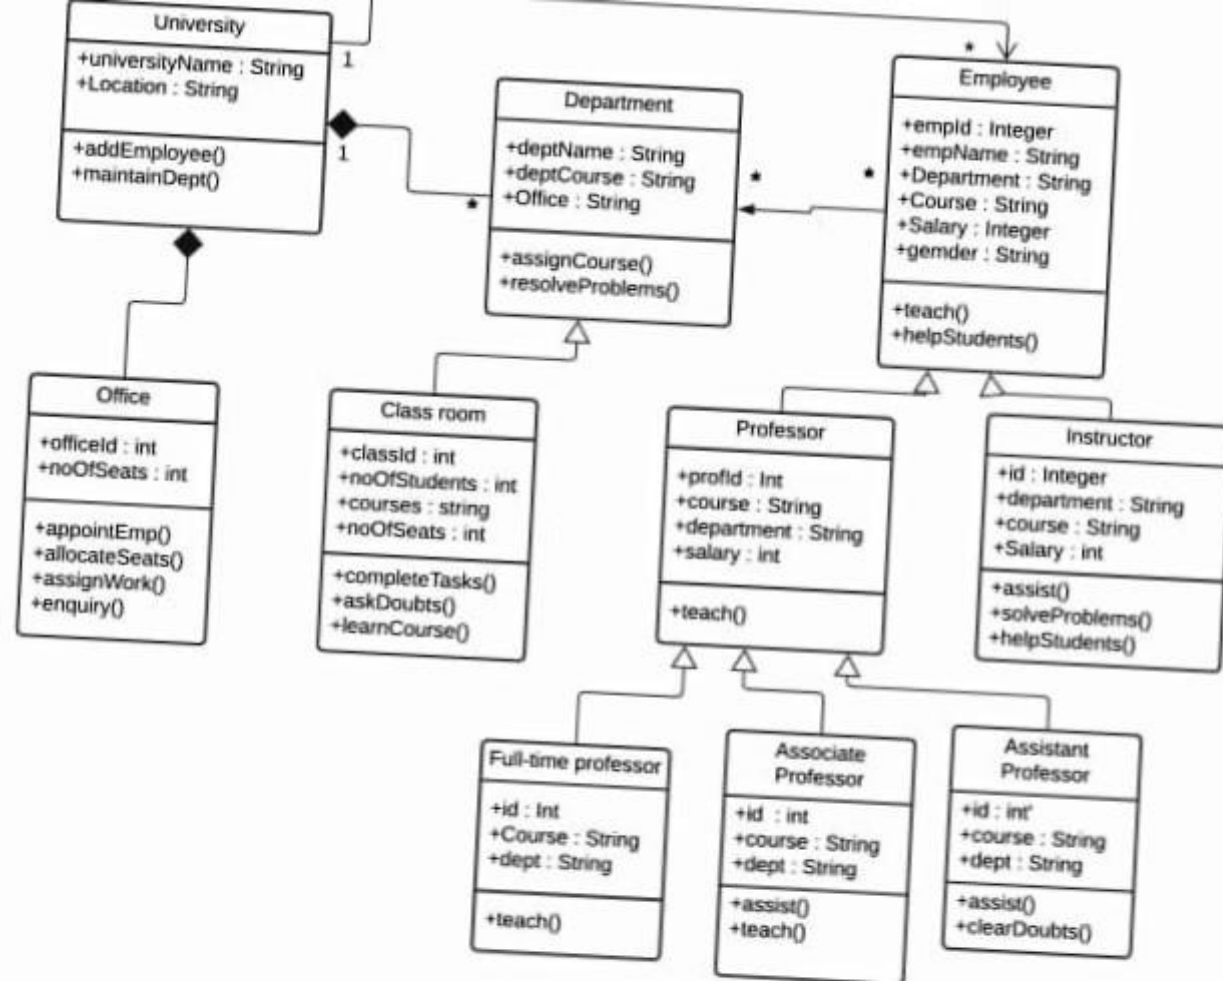 University
+universityName : String
+Location : String
+addEmployee()
+maintainDept()
1
1
*
Department
+deptName : String
+deptCourse : String
+Office : String
+assignCourse()
+resolveProblems()
*
*
*
Employee
+empId : Integer
+empName : String
+Department : String
+Course : String
+Salary : Integer
+gemder : String
+teach()
+helpStudents()
Office
+officeId : int
+noOfSeats : int
+appointEmp()
+allocateSeats()
+assignWork()
+enquiry()
Class room
+classId : int
+noOfStudents : int
+courses : string
+noOfSeats : int
+completeTasks()
+askDoubts()
+learnCourse()
Professor
+profId : Int
+course : String
+department : String
+salary : int
+teach()
Instructor
+id : Integer
+department : String
+course : String
+Salary : int
+assist()
+solveProblems()
+helpStudents()
Full-time professor
+id : Int
+Course : String
+dept : String
+teach()
Associate
Professor
+id : int
+course : String
+dept : String
+assist()
+teach()
Assistant
Professor
+id : int'
+course : String
+dept : String
+assist()
+clearDoubts()